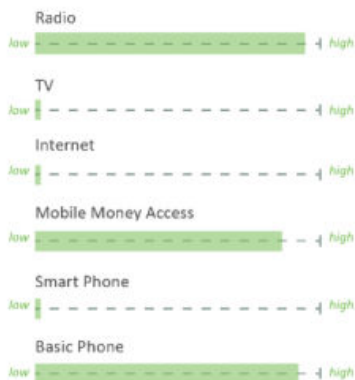 Radio
low high
TV
low high
Internet
low high
Mobile Money Access
low high
Smart Phone
low high
Basic Phone
low high